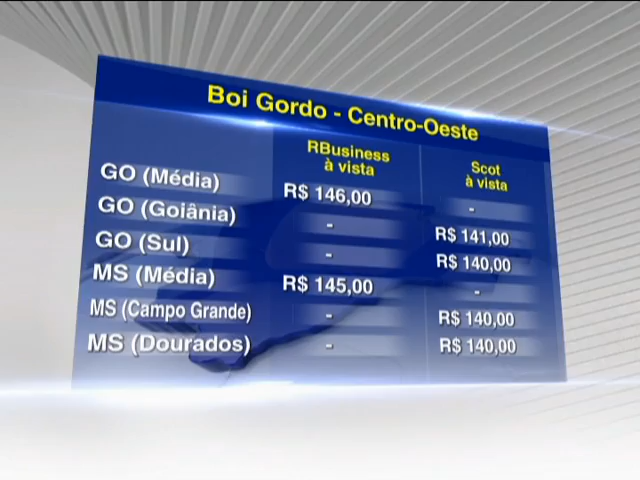 Boi Gordo - Centro-Oeste
RBusiness à vista Scot à vista
GO (Média) R$ 146,00 -
GO (Goiânia) - R$ 141,00
GO (Sul) - R$ 140,00
MS (Média) R$ 145,00 -
MS (Campo Grande) - R$ 140,00
MS (Dourados) - R$ 140,00